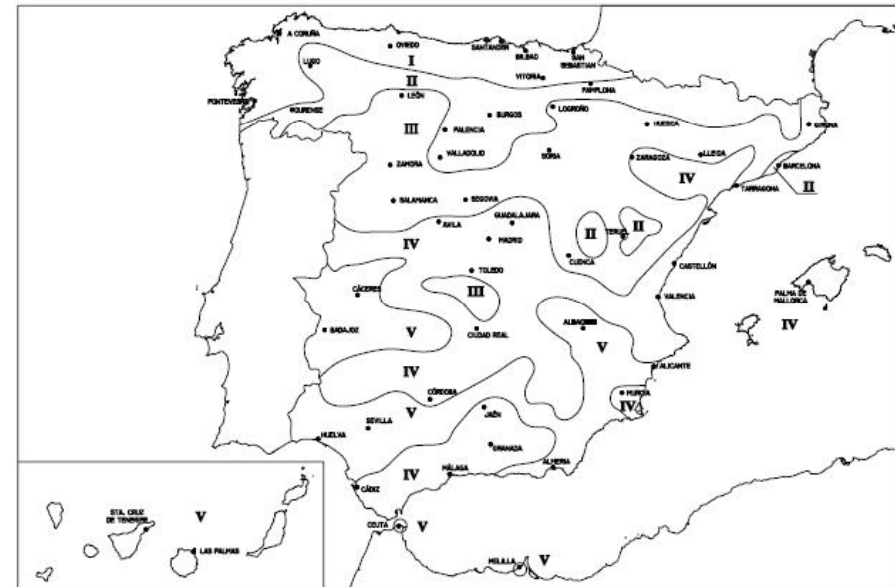 A CORUÑA
OVIEDO
SANTANDER
BILBAO
SAN
SEBASTIAN
LUGO
I
VITORIA
PAMPLONA
II
PONTEVEDRA
OURENSE
LEÓN
LOGROÑO
BURGOS
HUESCA
GIRONA
III
PALENCIA
ZAMORA
VALLADOLID
SORIA
ZARAGOZA
LLEIDA
BARCELONA
IV
TARRAGONA
II
SALAMANCA
SEGOVIA
AVILA
GUADALAJARA
IV
MADRID
II
TERUEL
II
CUENCA
CASTELLÓN
TOLEDO
CÁCERES
III
VALENCIA
PALMA DE
MALLORCA
IV
BADAJOZ
V
CIUDAD REAL
V
IV
ALICANTE
CÓRDOBA
MURCIA
IV
V
JAÉN
SEVILLA
HUELVA
GRANADA
IV
MÁLAGA
ALMERIA
CÁDIZ
STA. CRUZ
DE TENERIFE
V
LAS PALMAS
CEUTA
V
MELILLA
V